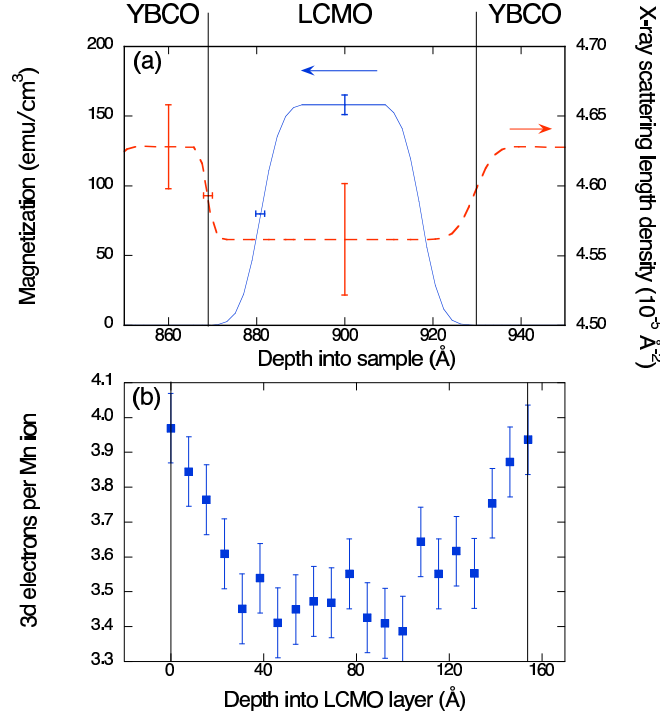 YBCO LCMO YBCO
(a)
200
150
100
50
0
Magnetization (emu/cm³)
4.70
4.65
4.60
4.55
4.50
X-ray scattering length density (10⁻⁵ Å⁻²)
860 880 900 920 940
Depth into sample (Å)
(b)
4.1
4.0
3.9
3.8
3.7
3.6
3.5
3.4
3.3
3d electrons per Mn ion
0 40 80 120 160
Depth into LCMO layer (Å)